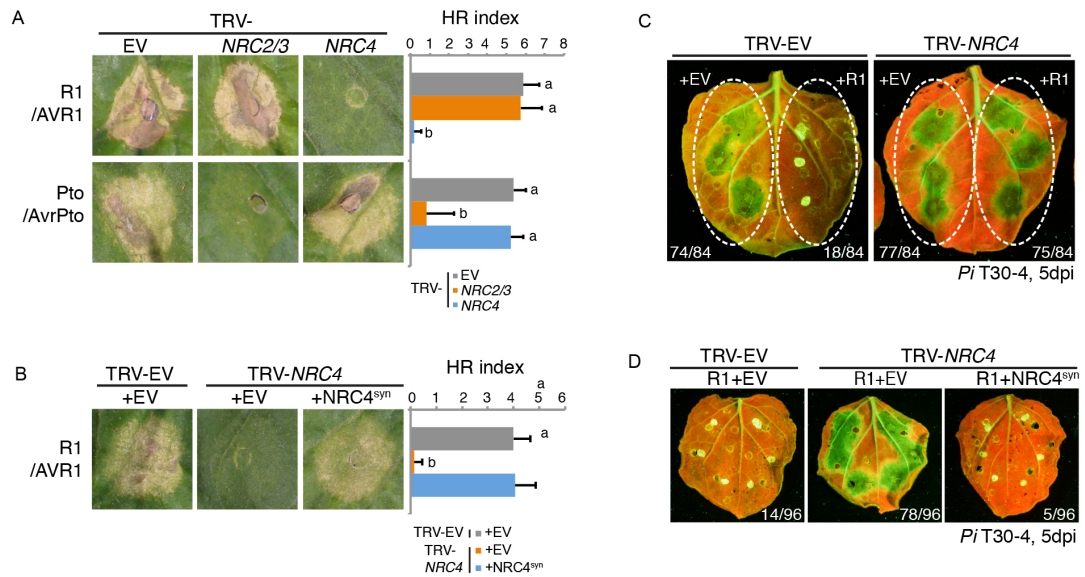 A
TRV-
EV NRC2/3 NRC4
HR index
0 1 2 3 4 5 6 7 8
R1
/AVR1
a
a
b
Pto
/AvrPto
a
b
a
TRV-
EV
NRC2/3
NRC4
B
TRV-EV TRV-NRC4
+EV +EV +NRC4syn
HR index
a
0 1 2 3 4 5 6
R1
/AVR1
a
b
TRV-EV +EV
TRV-
NRC4
+EV
+NRC4syn
C
TRV-EV TRV-NRC4
+EV +R1 +EV +R1
74/84 18/84 77/84 75/84
Pi T30-4, 5dpi
D
TRV-EV TRV-NRC4
R1+EV R1+EV R1+NRC4syn
14/96 78/96 5/96
Pi T30-4, 5dpi